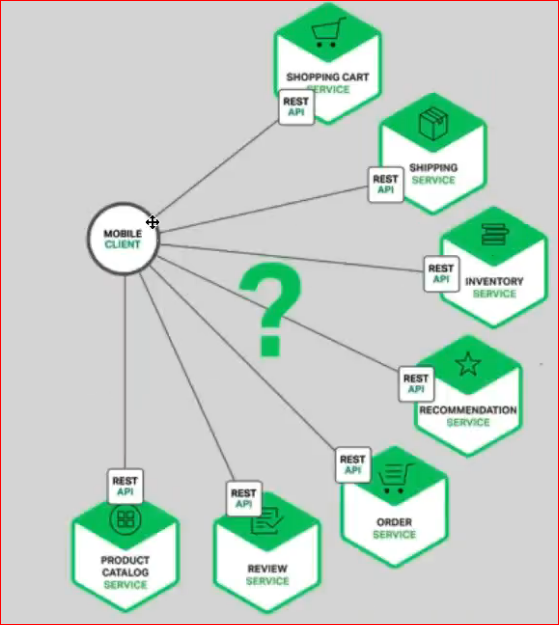 SHOPPING CART
SERVICE
REST
API
SHIPPING
SERVICE
REST
API
MOBILE
CLIENT
INVENTORY
SERVICE
REST
API
?
RECOMMENDATION
SERVICE
REST
API
ORDER
SERVICE
REST
API
REVIEW
SERVICE
REST
API
PRODUCT
CATALOG
SERVICE
REST
API